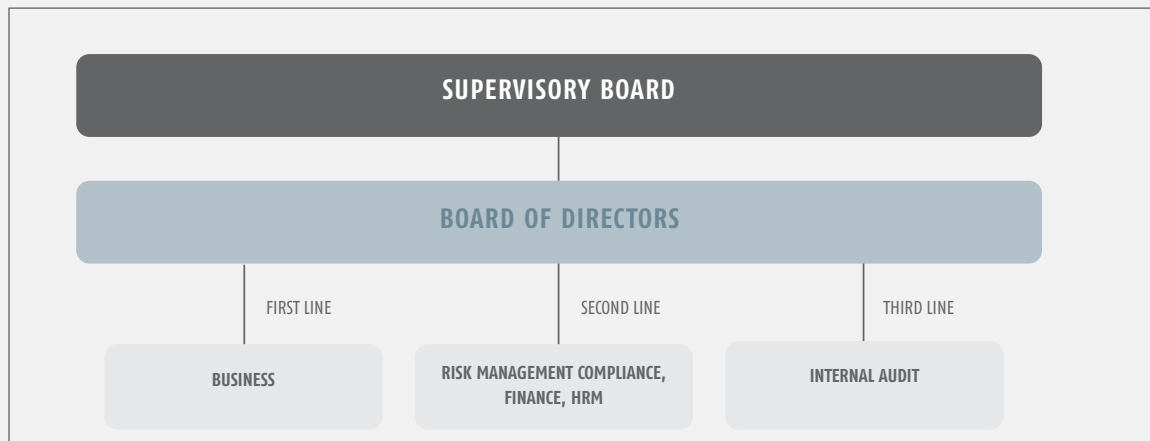 SUPERVISORY BOARD
BOARD OF DIRECTORS
FIRST LINE
SECOND LINE
THIRD LINE
BUSINESS
RISK MANAGEMENT COMPLIANCE,
FINANCE, HRM
INTERNAL AUDIT